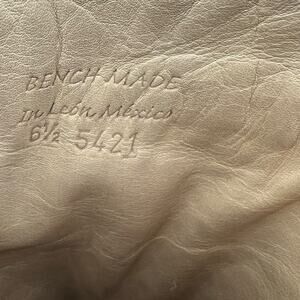 BENCH MADE
In León México
6½ 5421